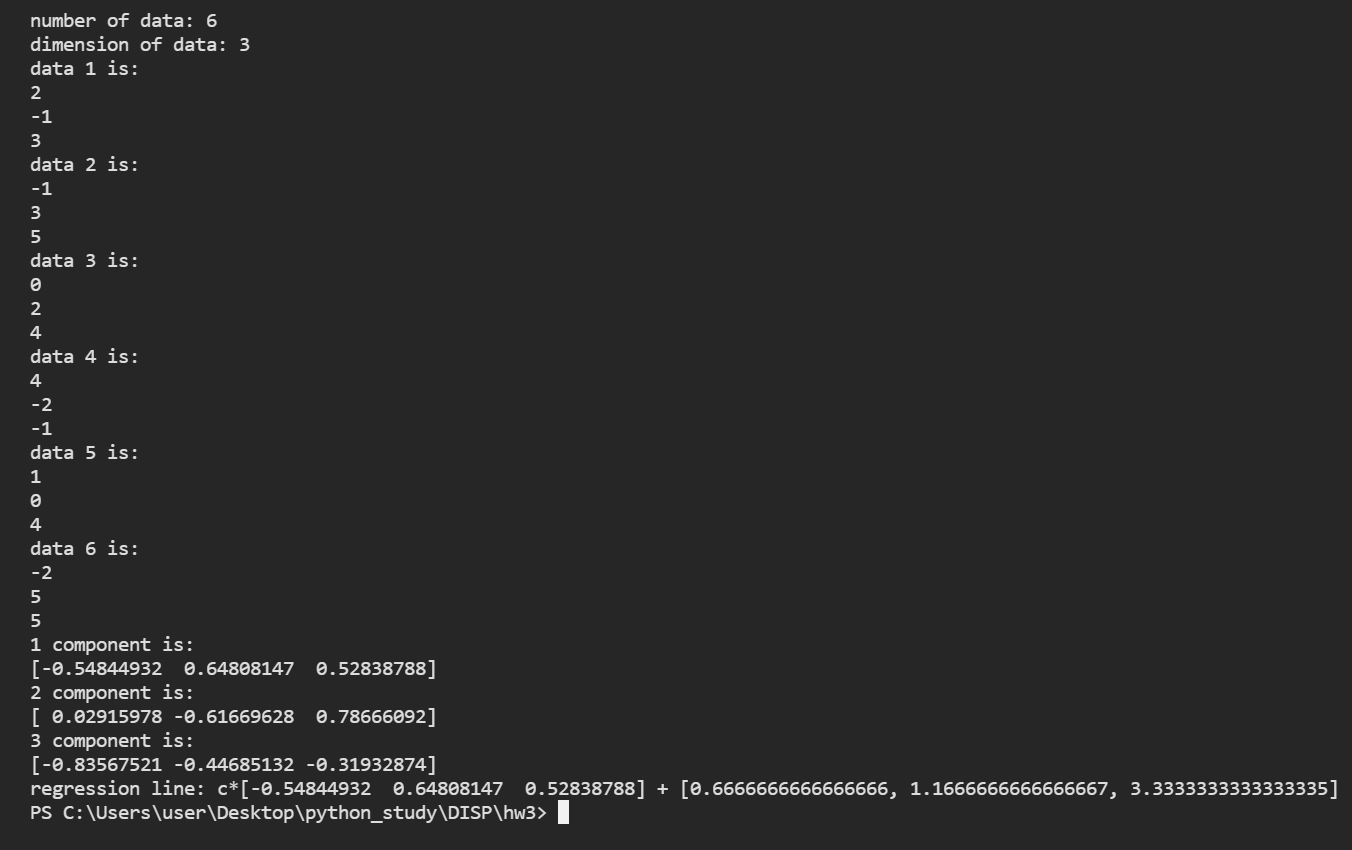 number of data: 6
dimension of data: 3
data 1 is:
2
-1
3
data 2 is:
-1
3
5
data 3 is:
0
2
4
data 4 is:
4
-2
-1
data 5 is:
1
0
4
data 6 is:
-2
5
5
1 component is:
[-0.54844932  0.64808147  0.52838788]
2 component is:
[ 0.02915978 -0.61669628  0.78666092]
3 component is:
[-0.83567521 -0.44685132 -0.31932874]
regression line: c*[-0.54844932  0.64808147  0.52838788] + [0.6666666666666666, 1.1666666666666667, 3.3333333333333335]
PS C:\Users\user\Desktop\python_study\DISP\hw3>